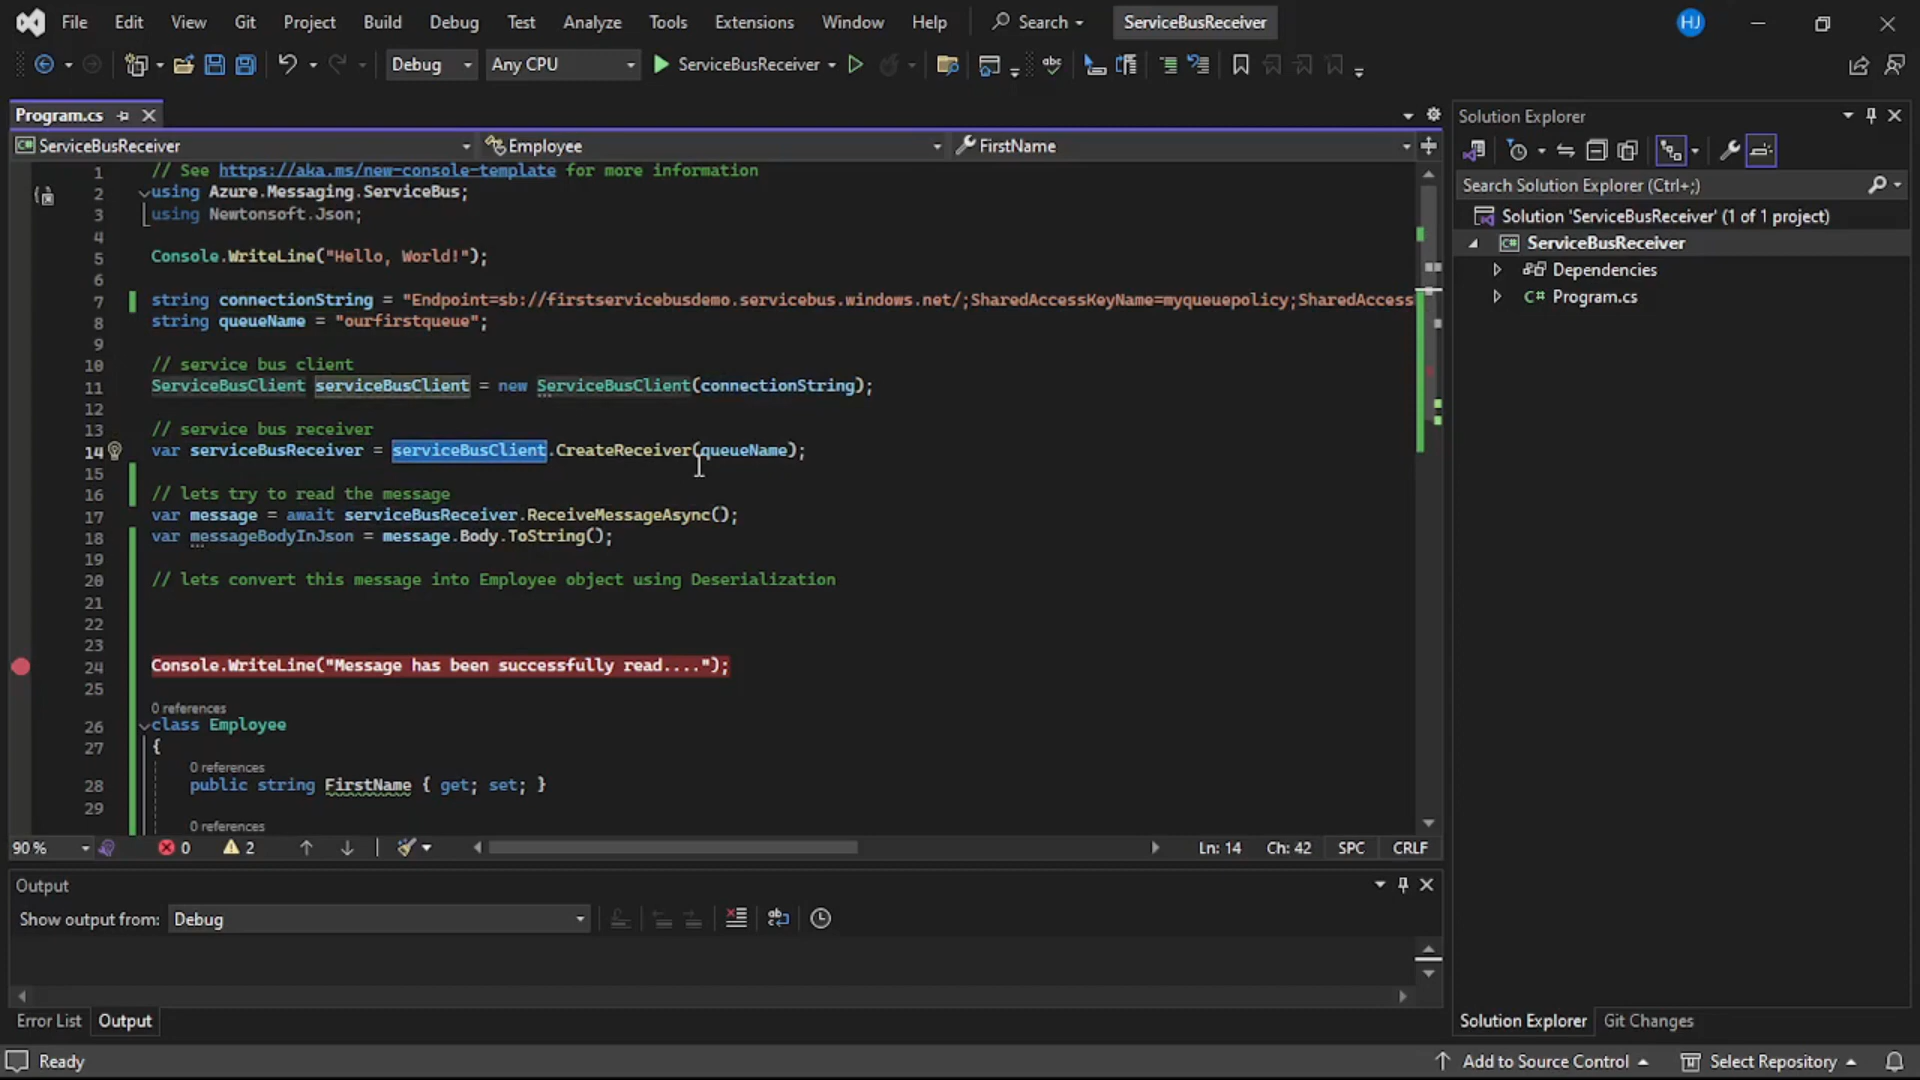 File Edit View Git Project Build Debug Test Analyze Tools Extensions Window Help Search ServiceBusReceiver HJ
Debug Any CPU ServiceBusReceiver
Program.cs
ServiceBusReceiver Employee FirstName
1 // See https://aka.ms/new-console-template for more information
2 using Azure.Messaging.ServiceBus;
3 using Newtonsoft.Json;
4
5 Console.WriteLine("Hello, World!");
6
7 string connectionString = "Endpoint=sb://firstservicebusdemo.servicebus.windows.net/;SharedAccessKeyName=myqueuepolicy;SharedAccess
8 string queueName = "ourfirstqueue";
9
10 // service bus client
11 ServiceBusClient serviceBusClient = new ServiceBusClient(connectionString);
12
13 // service bus receiver
14 var serviceBusReceiver = serviceBusClient.CreateReceiver(queueName);
15
16 // lets try to read the message
17 var message = await serviceBusReceiver.ReceiveMessageAsync();
18 var messageBodyInJson = message.Body.ToString();
19
20 // lets convert this message into Employee object using Deserialization
21
22
23
24 Console.WriteLine("Message has been successfully read....");
25
0 references
26 class Employee
27 {
0 references
28 public string FirstName { get; set; }
29
0 references
90 % 0 2 Ln: 14 Ch: 42 SPC CRLF
Output
Show output from: Debug
Error List Output
Ready
Solution Explorer
Search Solution Explorer (Ctrl+;)
Solution 'ServiceBusReceiver' (1 of 1 project)
C# ServiceBusReceiver
Dependencies
C# Program.cs
Solution Explorer Git Changes
Add to Source Control Select Repository